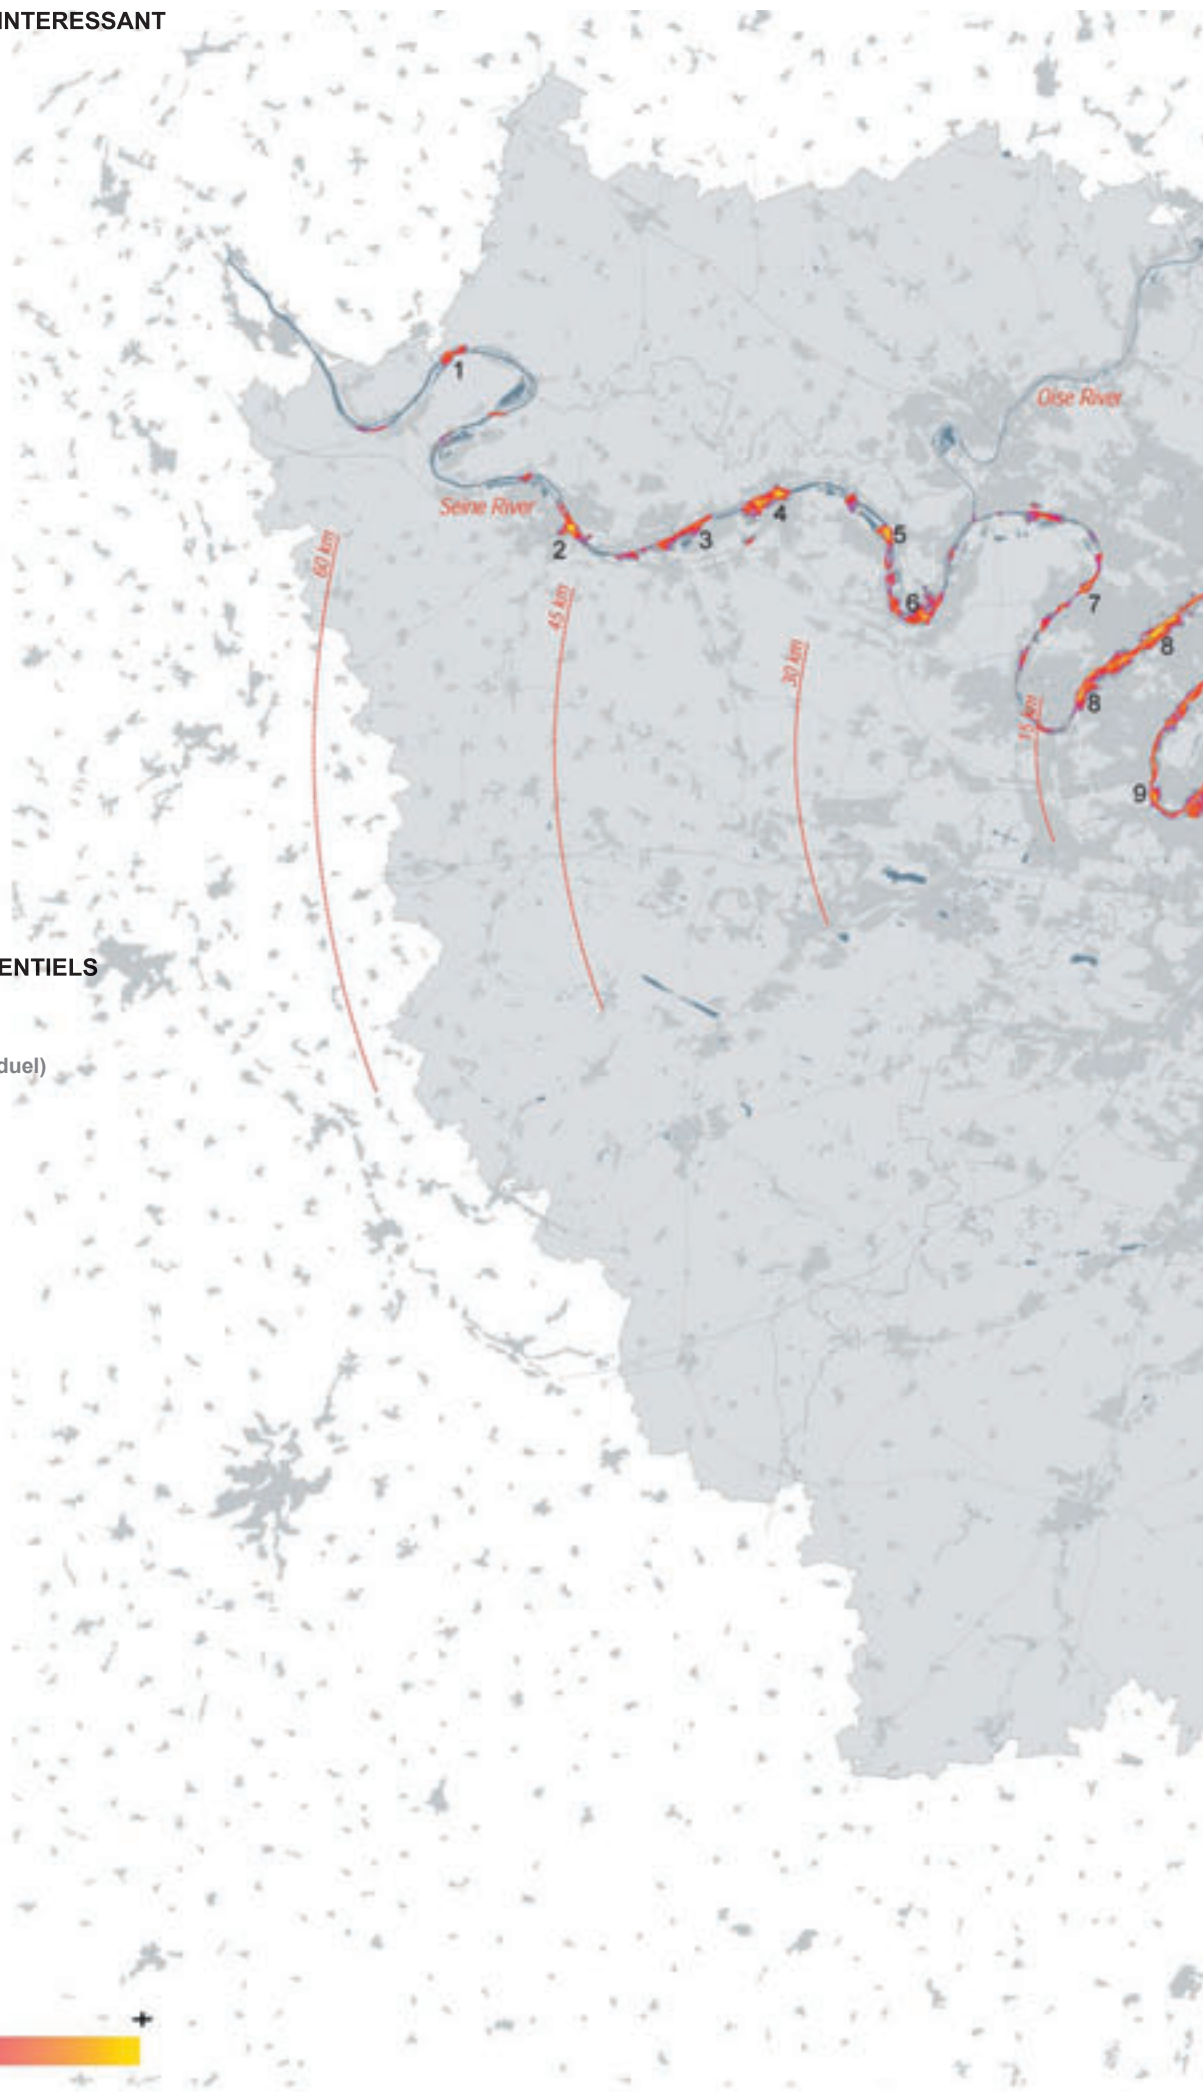 INTERESSANT
Oise River
1
Seine River
4
5
3
2
60 km
45 km
6
7
30 km
8
8
15 km
9
ENTIELS
duel)
+